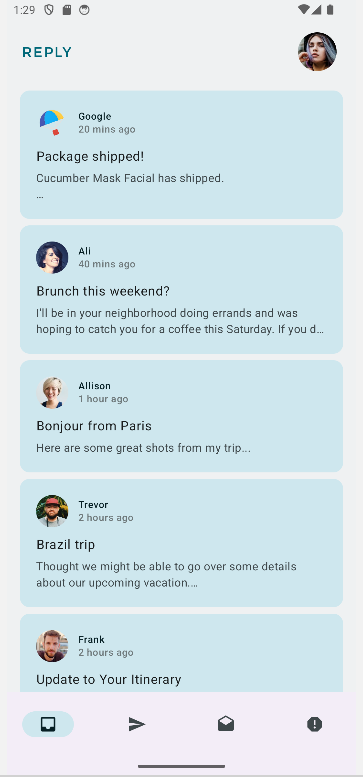 1:29
REPLY
Google
20 mins ago
Package shipped!
Cucumber Mask Facial has shipped.
...
Ali
40 mins ago
Brunch this weekend?
I'll be in your neighborhood doing errands and was
hoping to catch you for a coffee this Saturday. If you d...
Allison
1 hour ago
Bonjour from Paris
Here are some great shots from my trip...
Trevor
2 hours ago
Brazil trip
Thought we might be able to go over some details
about our upcoming vacation....
Frank
2 hours ago
Update to Your Itinerary